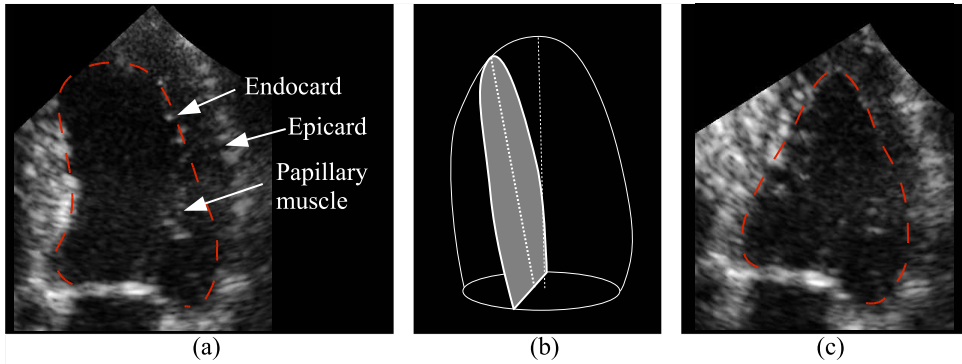 Endocard
Epicard
Papillary
muscle
(a)
(b)
(c)